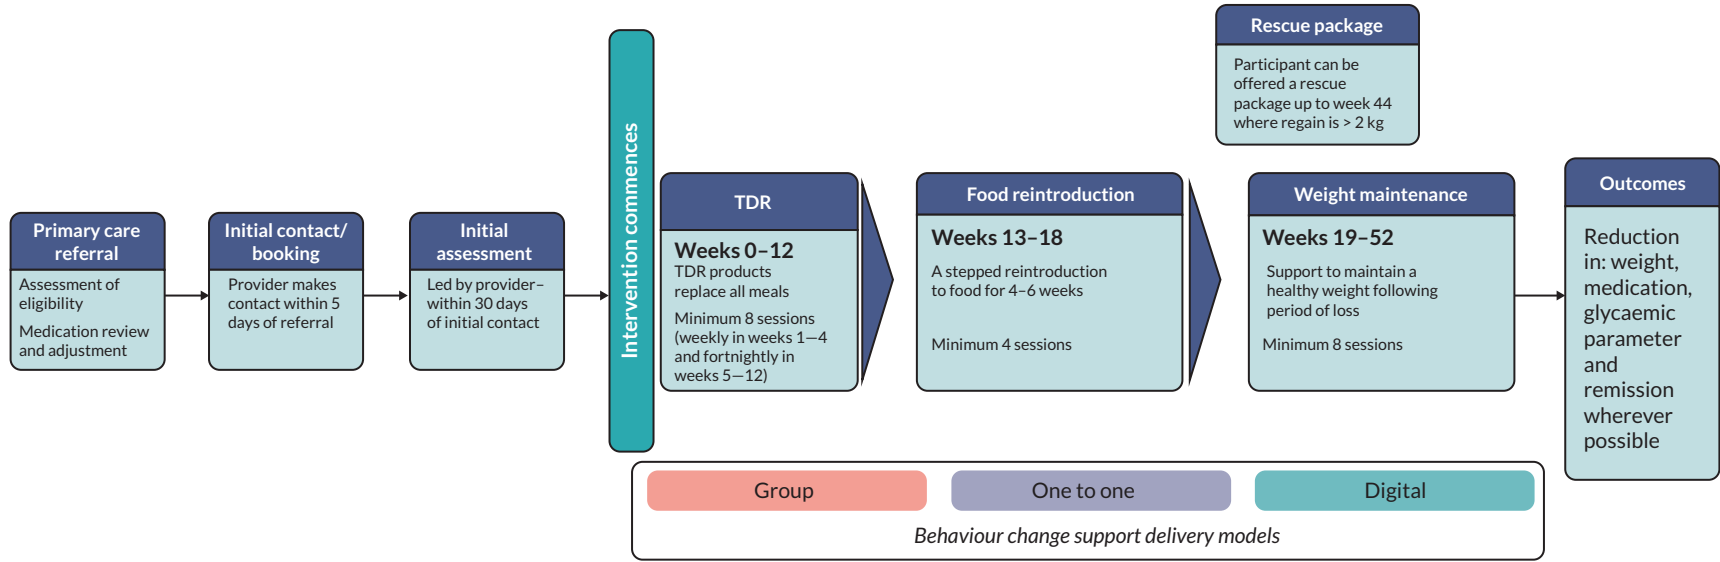 Rescue package
Participant can be
offered a rescue
package up to week 44
where regain is > 2 kg
Primary care
referral
Assessment of
eligibility
Medication review
and adjustment
Initial contact/
booking
Provider makes
contact within 5
days of referral
Initial
assessment
Led by provider–
within 30 days
of initial contact
Intervention commences
TDR
Weeks 0–12
TDR products
replace all meals
Minimum 8 sessions
(weekly in weeks 1—4
and fortnightly in
weeks 5—12)
Food reintroduction
Weeks 13–18
A stepped reintroduction
to food for 4–6 weeks
Minimum 4 sessions
Weight maintenance
Weeks 19–52
Support to maintain a
healthy weight following
period of loss
Minimum 8 sessions
Outcomes
Reduction
in: weight,
medication,
glycaemic
parameter
and
remission
wherever
possible
Group
One to one
Digital
Behaviour change support delivery models